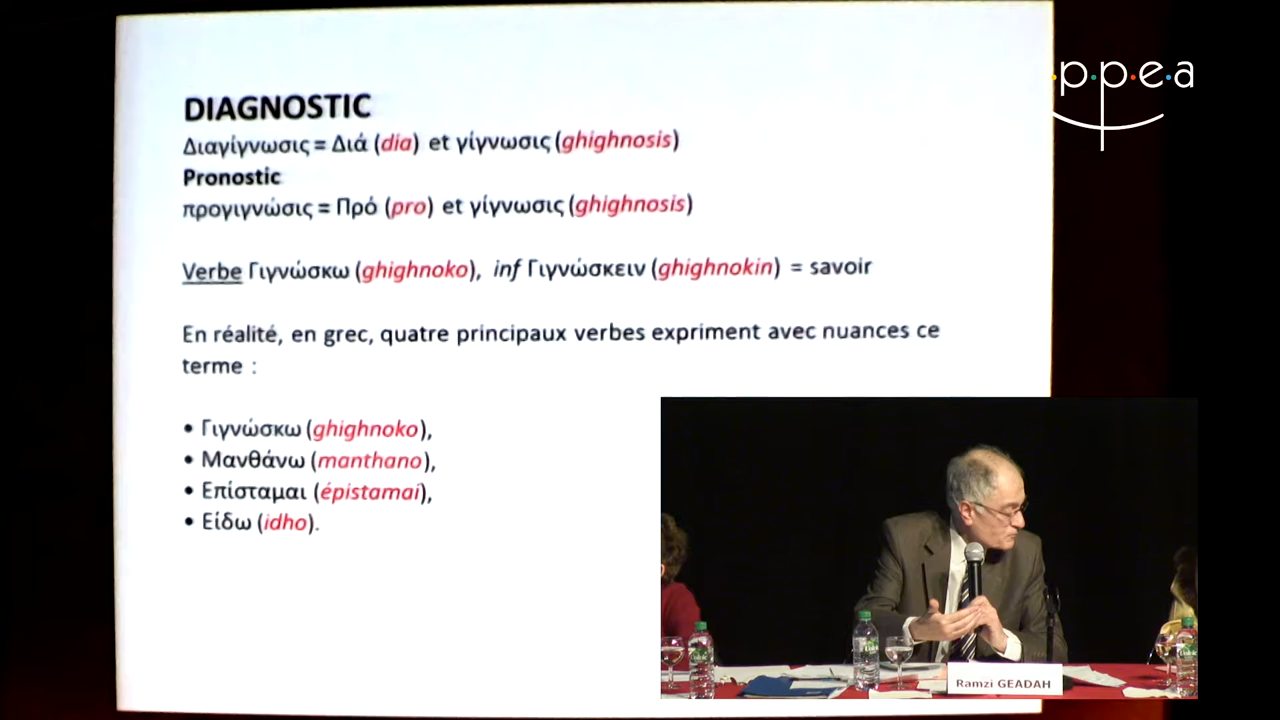 DIAGNOSTIC
Διαγίγνωσις = Διά (día) et γίγνωσις (ghighnosis)
Pronostic
προγιγνώσις = Πρό (pro) et γίγνωσις (ghighnosis)
Verbe Γιγνώσκω (ghighnoko), inf Γιγνώσκειν (ghighnokin) = savoir
En réalité, en grec, quatre principaux verbes expriment avec nuances ce
terme :
• Γιγνώσκω (ghighnoko),
• Μανθάνω (manthano),
• Επίσταμαι (épistamai),
• Είδω (idho).
ppea
Ramzi GEADAH